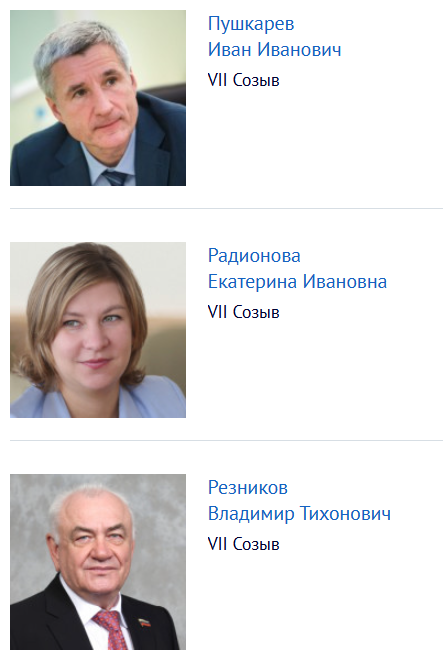 Пушкарев
Иван Иванович
VII Созыв
Радионова
Екатерина Ивановна
VII Созыв
Резников
Владимир Тихонович
VII Созыв